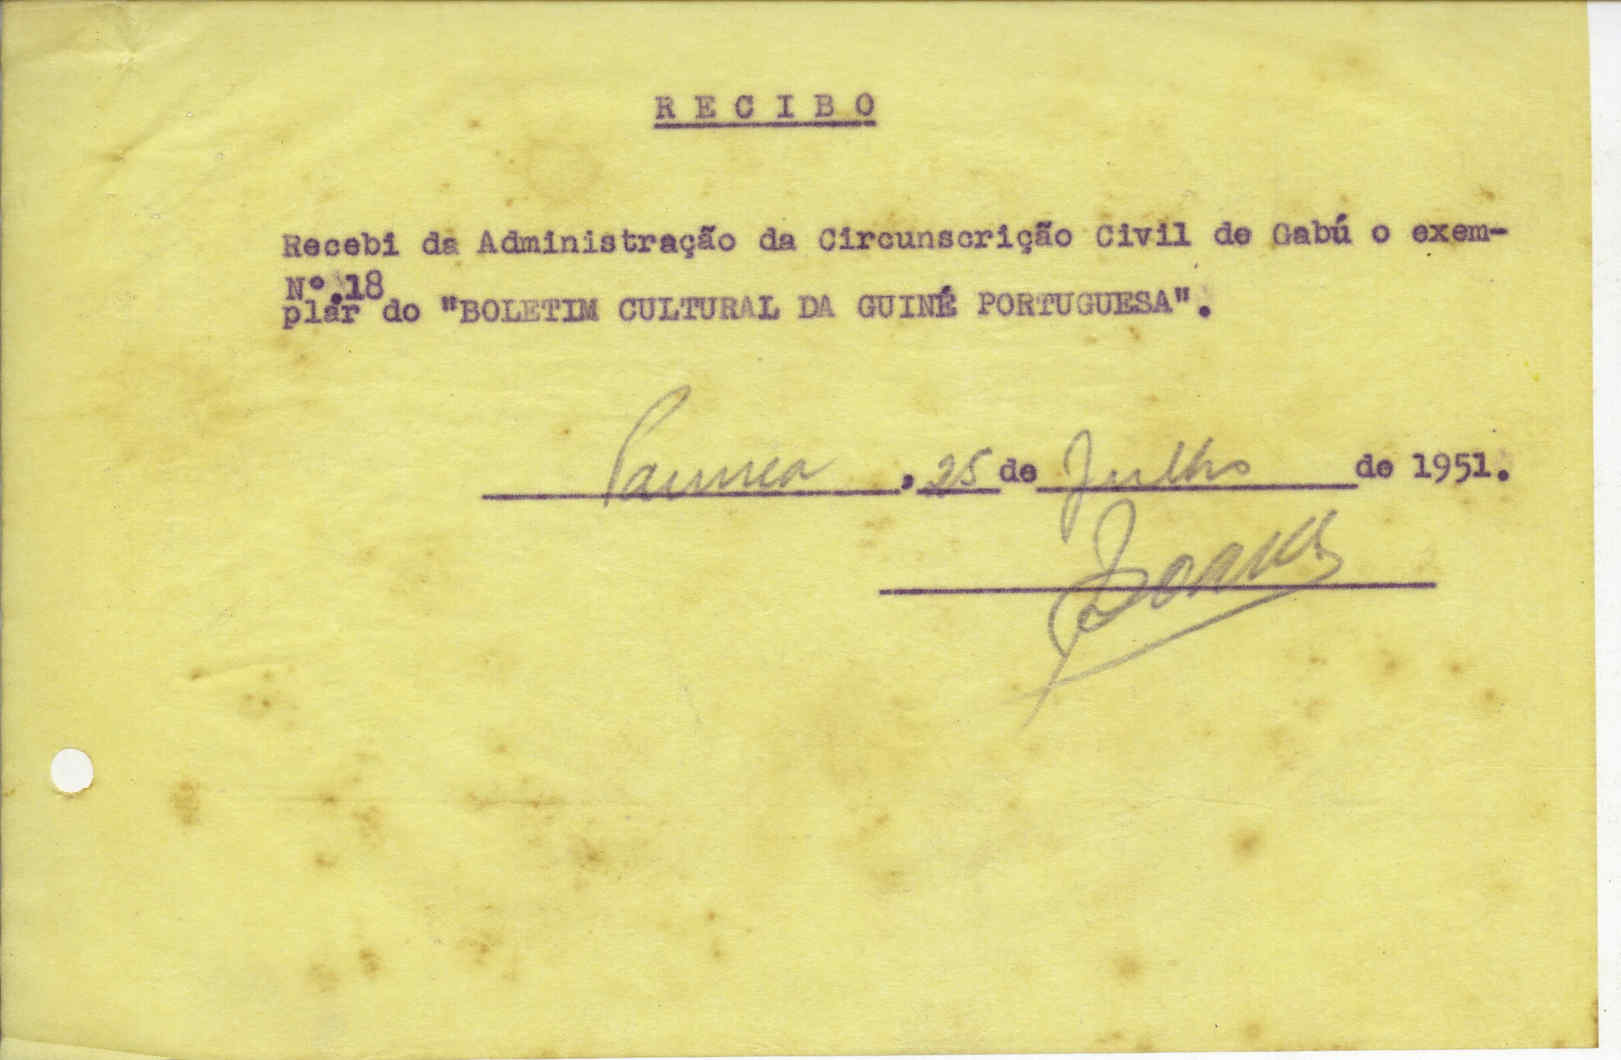 R E C I B O
Recebi da Administração da Circunscrição Civil de Gabú o exem-
Nº.18
plar do "BOLETIM CULTURAL DA GUINÉ PORTUGUESA".
, 25 de Julho de 1951.